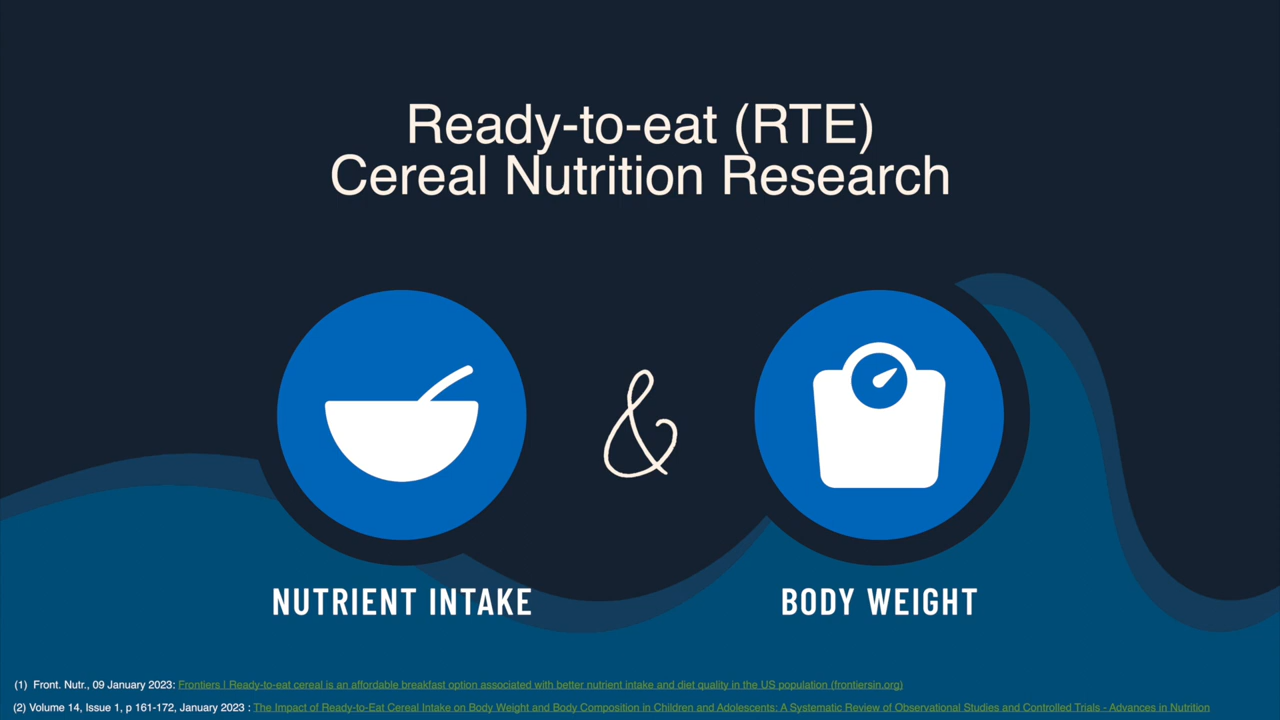 Ready-to-eat (RTE)
Cereal Nutrition Research
&
NUTRIENT INTAKE
BODY WEIGHT
(1) Front. Nutr., 09 January 2023: Frontiers | Ready-to-eat cereal is an affordable breakfast option associated with better nutrient intake and diet quality in the US population (frontiersin.org)
(2) Volume 14, Issue 1, p 161-172, January 2023 : The Impact of Ready-to-Eat Cereal Intake on Body Weight and Body Composition in Children and Adolescents: A Systematic Review of Observational Studies and Controlled Trials - Advances in Nutrition